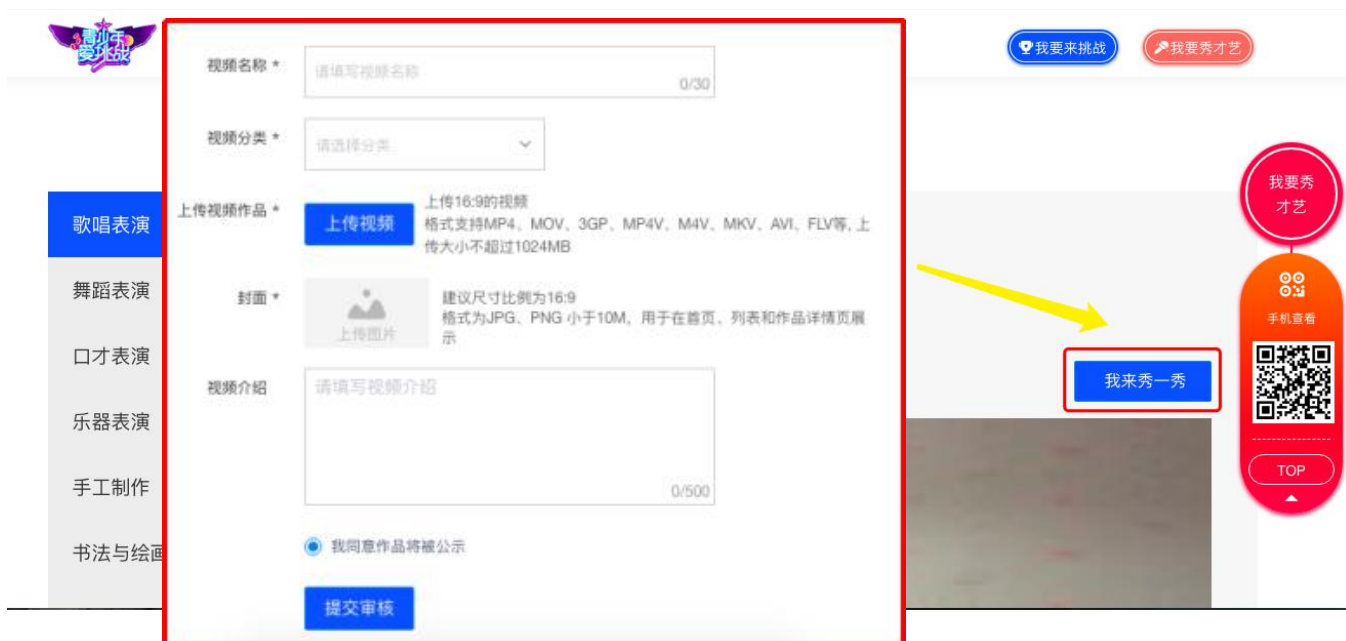 青少年
爱挑战
我要来挑战
我要秀才艺
歌唱表演
舞蹈表演
口才表演
乐器表演
手工制作
书法与绘画
视频名称 *
请填写视频名称
0/30
视频分类 *
请选择分类
上传视频作品 *
上传视频
上传16:9的视频
格式支持MP4、MOV、3GP、MP4V、M4V、MKV、AVI、FLV等, 上
传大小不超过1024MB
封面 *
上传图片
建议尺寸比例为16:9
格式为JPG、PNG 小于10M, 用于在首页、列表和作品详情页展
示
视频介绍
请填写视频介绍
0/500
我同意作品将被公示
提交审核
我来秀一秀
我要秀
才艺
手机查看
TOP